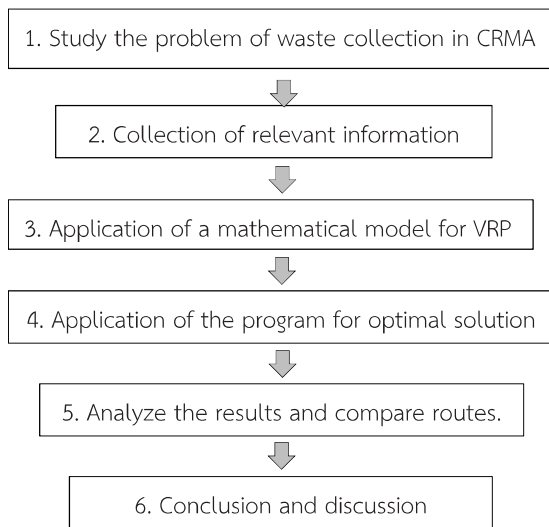 1. Study the problem of waste collection in CRMA
2. Collection of relevant information
3. Application of a mathematical model for VRP
4. Application of the program for optimal solution
5. Analyze the results and compare routes.
6. Conclusion and discussion